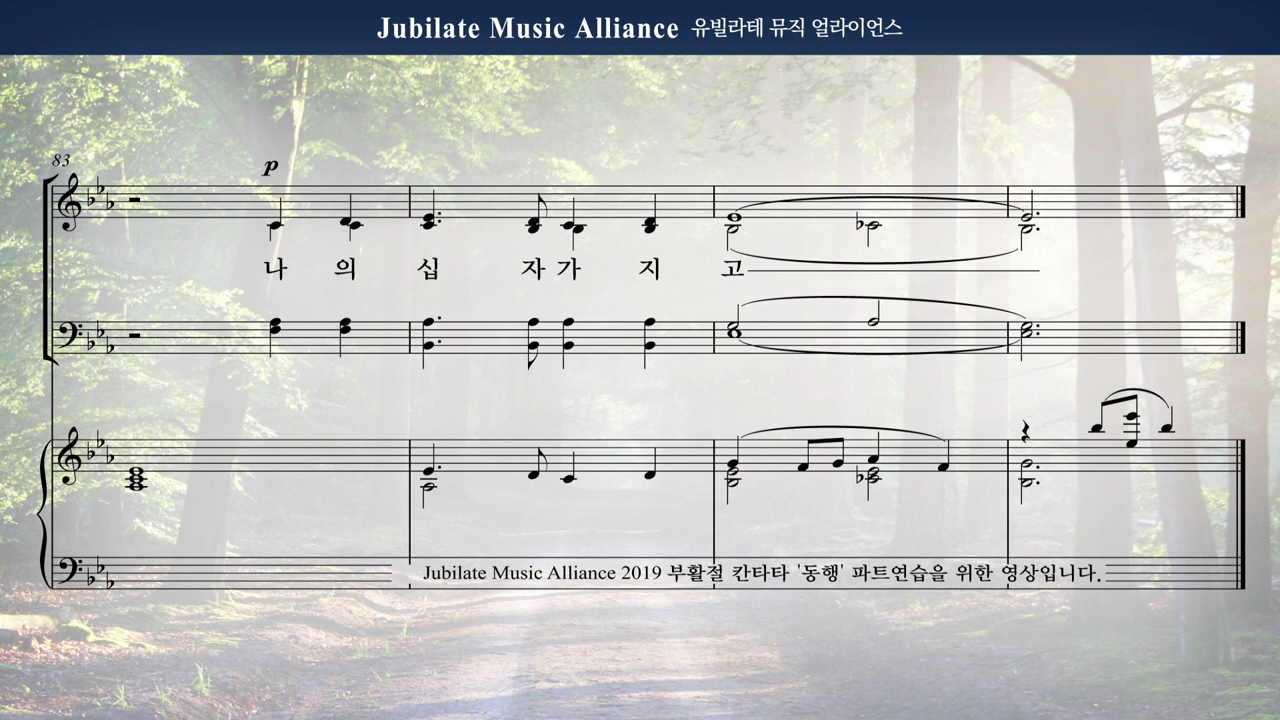 Jubilate Music Alliance 유빌라테 뮤직 얼라이언스
83
p
나 의 십 자 가 지 고
Jubilate Music Alliance 2019 부활절 칸타타 '동행' 파트연습을 위한 영상입니다.